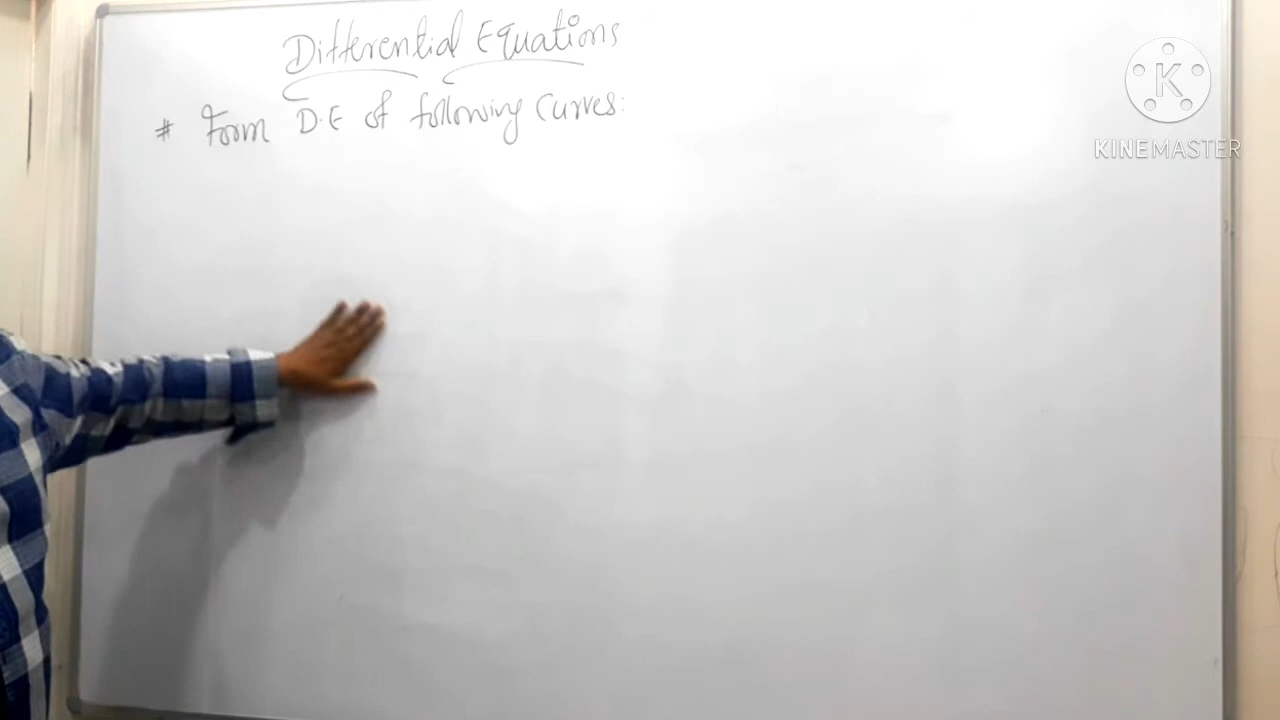 Differential Equations
# Form D.E of following Curves:
K
KINEMASTER